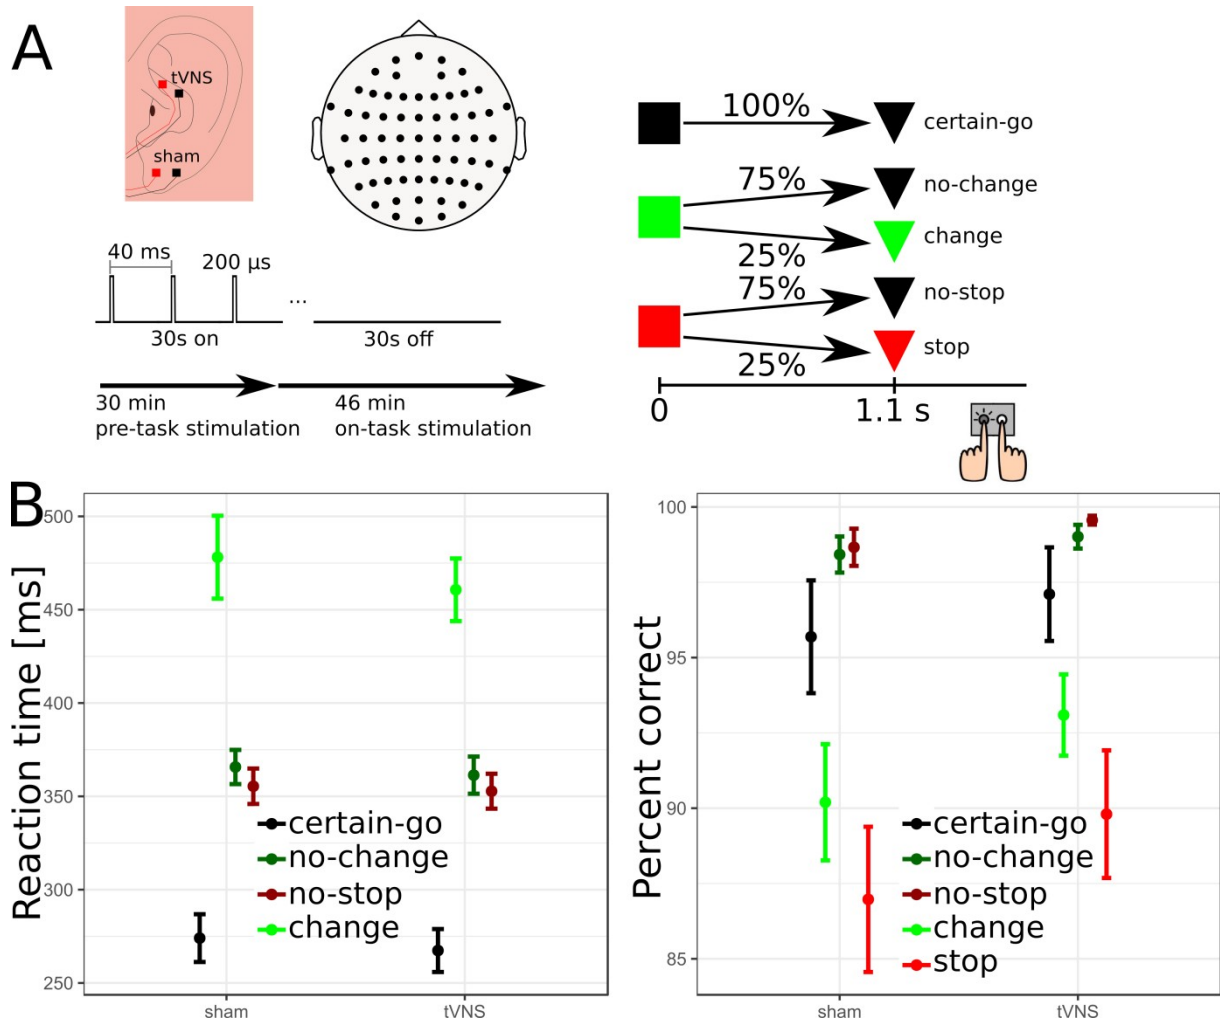 A
tVNS
sham
40 ms
200 µs
...
30s on
30s off
30 min
pre-task stimulation
46 min
on-task stimulation
100%
certain-go
75%
no-change
25%
change
75%
no-stop
25%
stop
0
1.1 s
B
Reaction time [ms]
500
450
400
350
300
250
certain-go
no-change
no-stop
change
sham
tVNS
Percent correct
100
95
90
85
certain-go
no-change
no-stop
change
stop
sham
tVNS